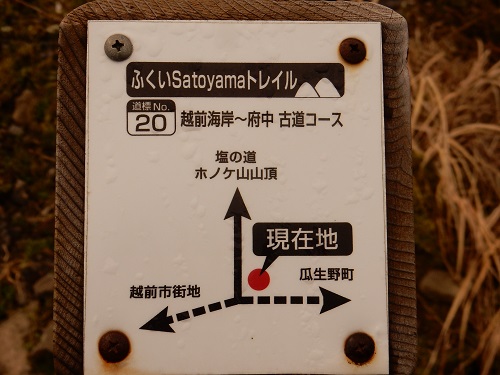 ふくいSatoyamaトレイル
道標 No.
20
越前海岸～府中 古道コース
塩の道
ホノケ山山頂
現在地
越前市街地
瓜生野町